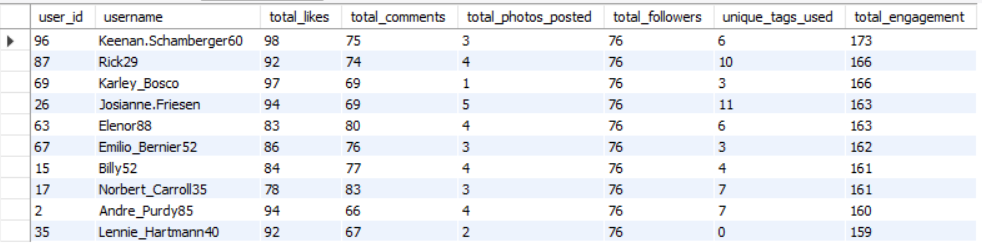 user_id username total_likes total_comments total_photos_posted total_followers unique_tags_used total_engagement
96 Keenan.Schamberger60 98 75 3 76 6 173
87 Rick29 92 74 4 76 10 166
69 Karley_Bosco 97 69 1 76 3 166
26 Josianne.Friesen 94 69 5 76 11 163
63 Elenor88 83 80 4 76 6 163
67 Emilio_Bernier52 86 76 3 76 3 162
15 Billy52 84 77 4 76 4 161
17 Norbert_Carroll35 78 83 3 76 7 161
2 Andre_Purdy85 94 66 4 76 7 160
35 Lennie_Hartmann40 92 67 2 76 0 159